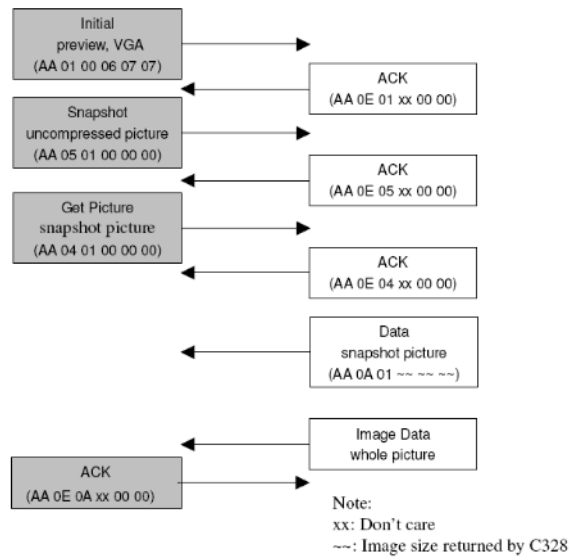 Initial
preview, VGA
(AA 01 00 06 07 07)
ACK
(AA 0E 01 xx 00 00)
Snapshot
uncompressed picture
(AA 05 01 00 00 00)
ACK
(AA 0E 05 xx 00 00)
Get Picture
snapshot picture
(AA 04 01 00 00 00)
ACK
(AA 0E 04 xx 00 00)
Data
snapshot picture
(AA 0A 01 ~~ ~~ ~~)
Image Data
whole picture
ACK
(AA 0E 0A xx 00 00)
Note:
xx: Don't care
~~: Image size returned by C328